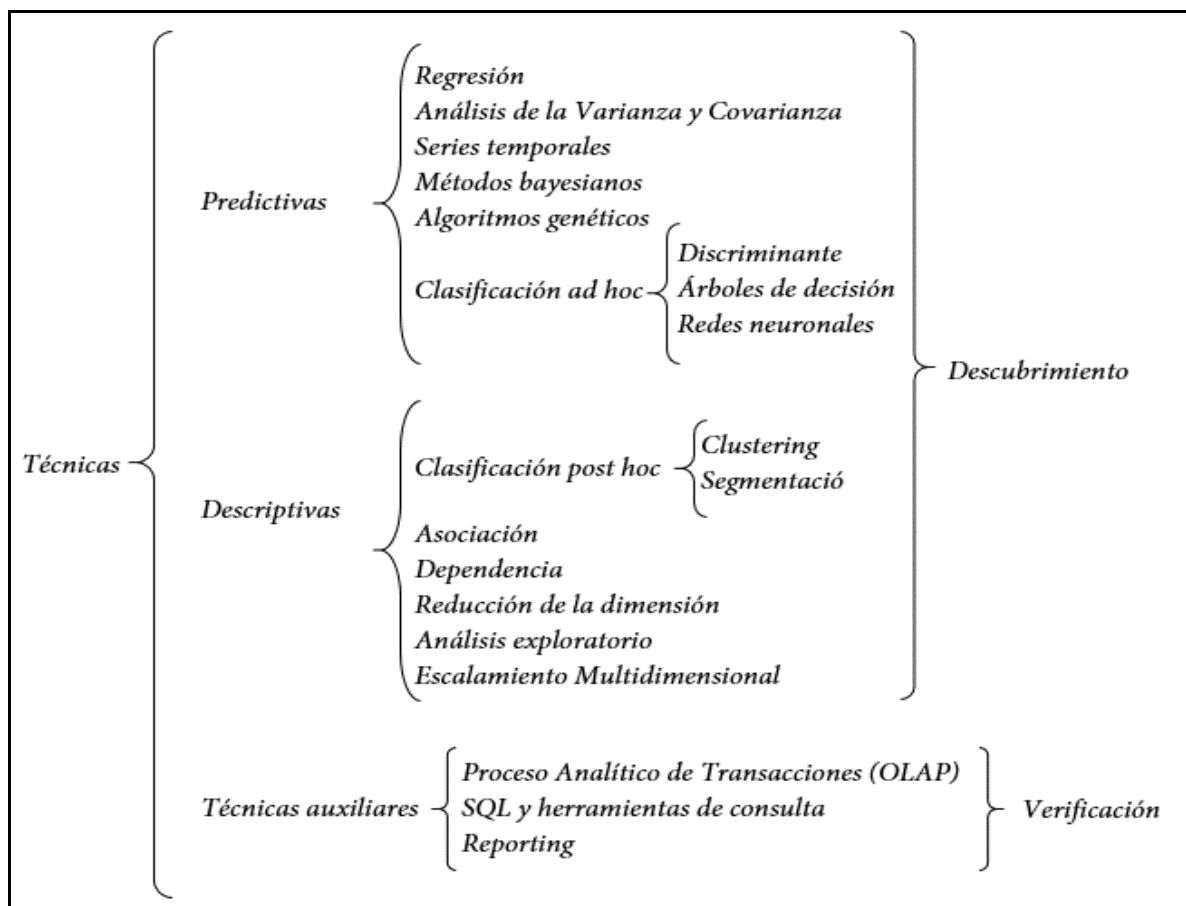 Regresión
Análisis de la Varianza y Covarianza
Series temporales
Métodos bayesianos
Predictivas
Algoritmos genéticos
Discriminante
Clasificación ad hoc
Árboles de decisión
Redes neuronales
Descubrimiento
Clustering
Técnicas
Clasificación post hoc
Segmentació
Descriptivas
Asociación
Dependencia
Reducción de la dimensión
Análisis exploratorio
Escalamiento Multidimensional
Proceso Analítico de Transacciones (OLAP)
Técnicas auxiliares
SQL y herramientas de consulta
Verificación
Reporting